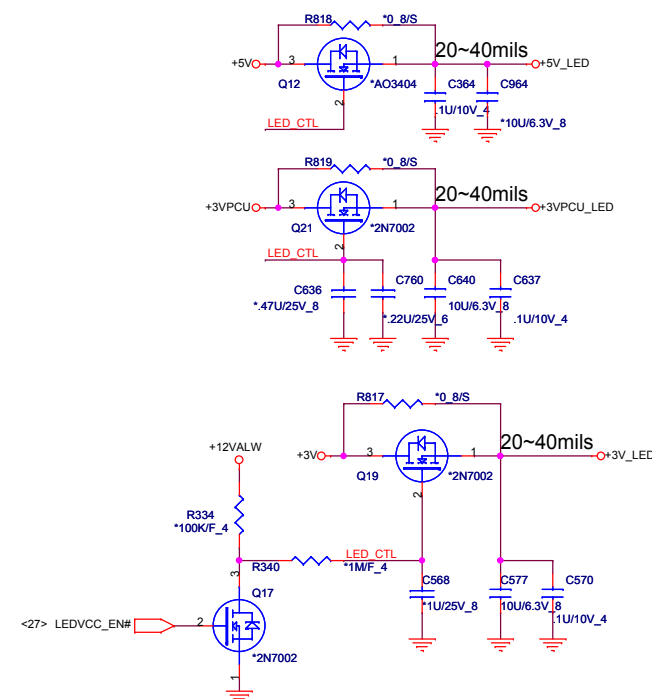 R818 *0_8/S
20~40mils
+5V 3 1 +5V_LED
Q12 *AO3404 C364 C964
2 .1U/10V_4
LED_CTL *10U/6.3V_8
R819 *0_8/S
20~40mils
+3VPCU 3 1 +3VPCU_LED
Q21 *2N7002
2
LED_CTL
C636 C760 C640 C637
*.47U/25V_8 *.22U/25V_6 10U/6.3V_8 .1U/10V_4
R817 *0_8/S
20~40mils
+12VALW +3V 3 1 +3V_LED
Q19 *2N7002
2
R334
*100K/F_4
R340 LED_CTL
*1M/F_4
3 Q17 C568 C577 C570
*1U/25V_8 10U/6.3V_8 .1U/10V_4
<27> LEDVCC_EN# 2
*2N7002
1